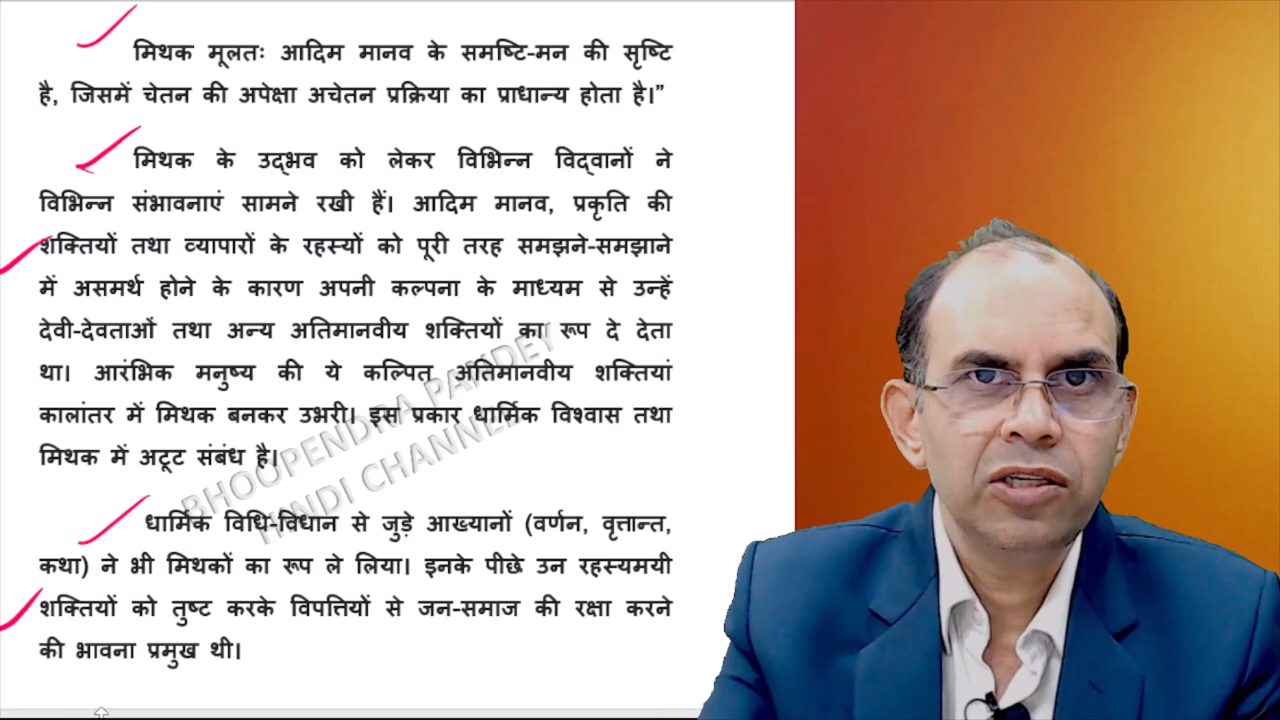 मिथक मूलतः आदिम मानव के समष्टि-मन की सृष्टि
है, जिसमें चेतन की अपेक्षा अचेतन प्रक्रिया का प्राधान्य होता है।”
मिथक के उद्‌भव को लेकर विभिन्न विद्‌वानों ने
विभिन्न संभावनाएं सामने रखी हैं। आदिम मानव, प्रकृति की
शक्तियों तथा व्यापारों के रहस्यों को पूरी तरह समझने-समझाने
में असमर्थ होने के कारण अपनी कल्पना के माध्यम से उन्हें
देवी-देवताओं तथा अन्य अतिमानवीय शक्तियों का रूप दे देता
था। आरंभिक मनुष्य की ये कल्पित अतिमानवीय शक्तियां
कालांतर में मिथक बनकर उभरी। इस प्रकार धार्मिक विश्वास तथा
मिथक में अटूट संबंध है।
धार्मिक विधि-विधान से जुड़े आख्यानों (वर्णन, वृत्तान्त,
कथा) ने भी मिथकों का रूप ले लिया। इनके पीछे उन रहस्यमयी
शक्तियों को तुष्ट करके विपत्तियों से जन-समाज की रक्षा करने
की भावना प्रमुख थी।
BHOOPENDRA PANDEY
HINDI CHANNEL